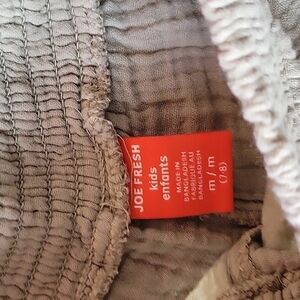 JOE FRESH
kids
enfants
MADE IN
BANGLADESH
FABRIQUÉ AU
BANGLADESH
m / m
(7 8)